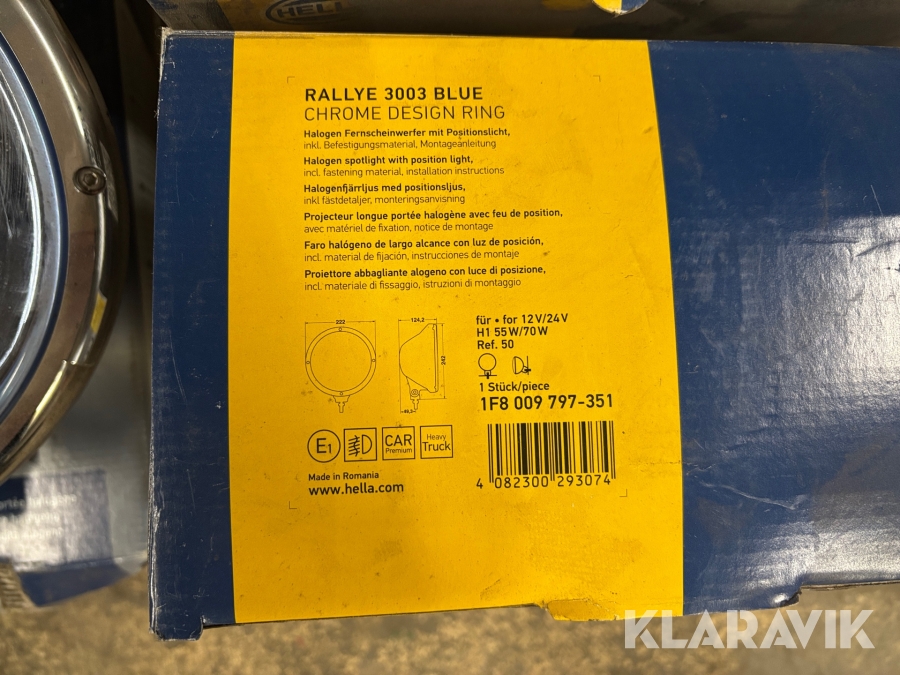 HELL
RALLYE 3003 BLUE
CHROME DESIGN RING
Halogen Fernscheinwerfer mit Positionslicht,
inkl. Befestigungsmaterial, Montageanleitung
Halogen spotlight with position light,
incl. fastening material, installation instructions
Halogenfjärrljus med positionsljus,
inkl fästdetaljer, monteringsanvisning
Projecteur longue portée halogène avec feu de position,
avec matériel de fixation, notice de montage
Faro halógeno de largo alcance con luz de posición,
incl. material de fijación, instrucciones de montaje
Proiettore abbagliante alogeno con luce di posizione,
incl. materiale di fissaggio, istruzioni di montaggio
222
124,2
242
49,5
für • for 12V/24V
H1 55W/70W
Ref. 50
1 Stück/piece
1F8 009 797-351
E1
CAR
Premium
Heavy
Truck
4 082300 293074
Made in Romania
www.hella.com
KLARAVIK